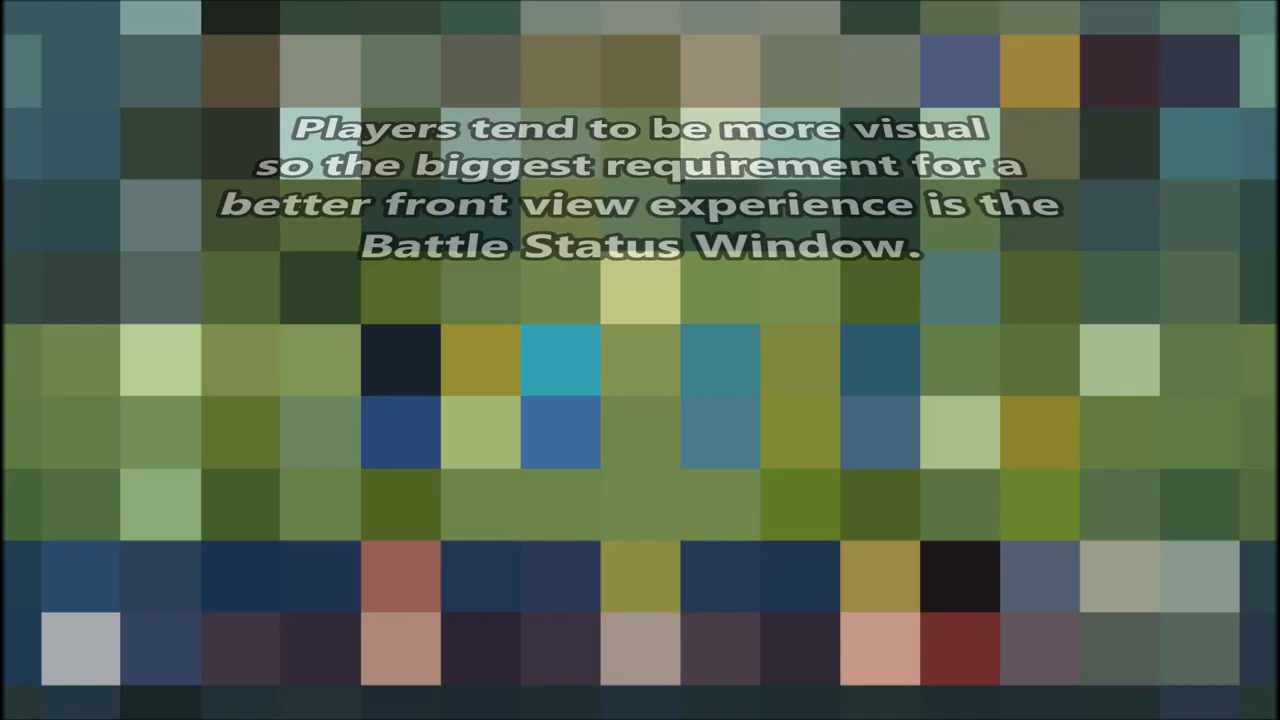 Players tend to be more visual
so the biggest requirement for a
better front view experience is the
Battle Status Window.